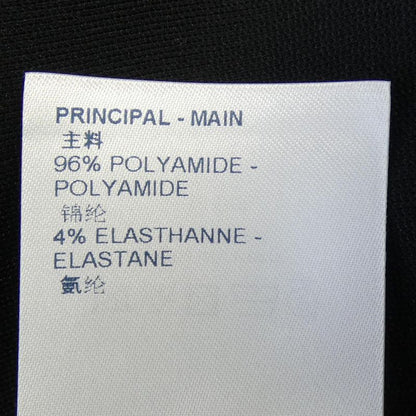 PRINCIPAL - MAIN
主料
96% POLYAMIDE -
POLYAMIDE
锦纶
4% ELASTHANNE -
ELASTANE
氨纶